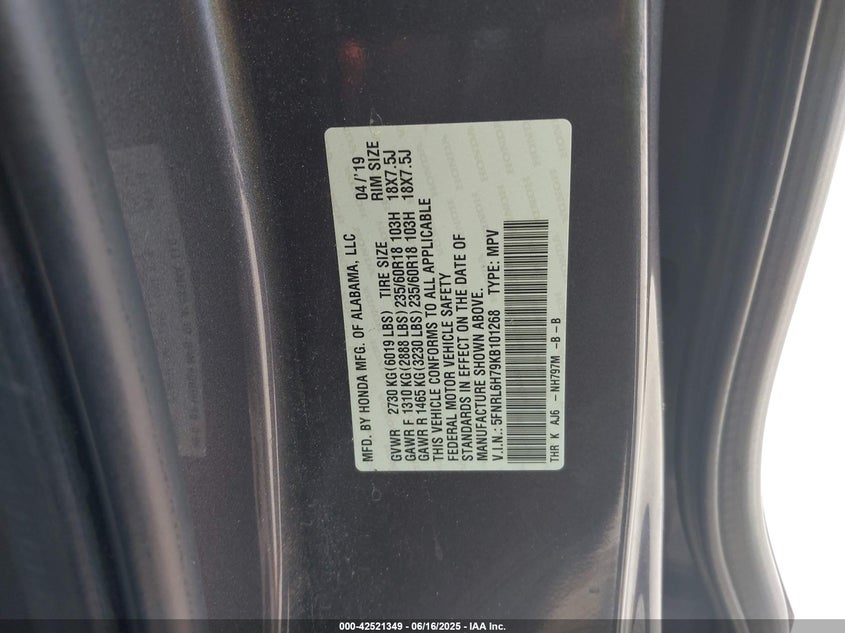 MFD. BY HONDA MFG. OF ALABAMA, LLC 04/'19
GVWR 2730 KG(6019 LBS) TIRE SIZE RIM SIZE
GAWR F 1310 KG(2888 LBS) 235/60R18 103H 18X7.5J
GAWR R 1465 KG(3230 LBS) 235/60R18 103H 18X7.5J
THIS VEHICLE CONFORMS TO ALL APPLICABLE
FEDERAL MOTOR VEHICLE SAFETY
STANDARDS IN EFFECT ON THE DATE OF
MANUFACTURE SHOWN ABOVE.
V.I.N.: 5FNRL6H79KB101268 TYPE: MPV
THR K AJ6 - NH797M -B-B
HONDA HONDA HONDA
000-42521349 - 06/16/2025 - IAA Inc.